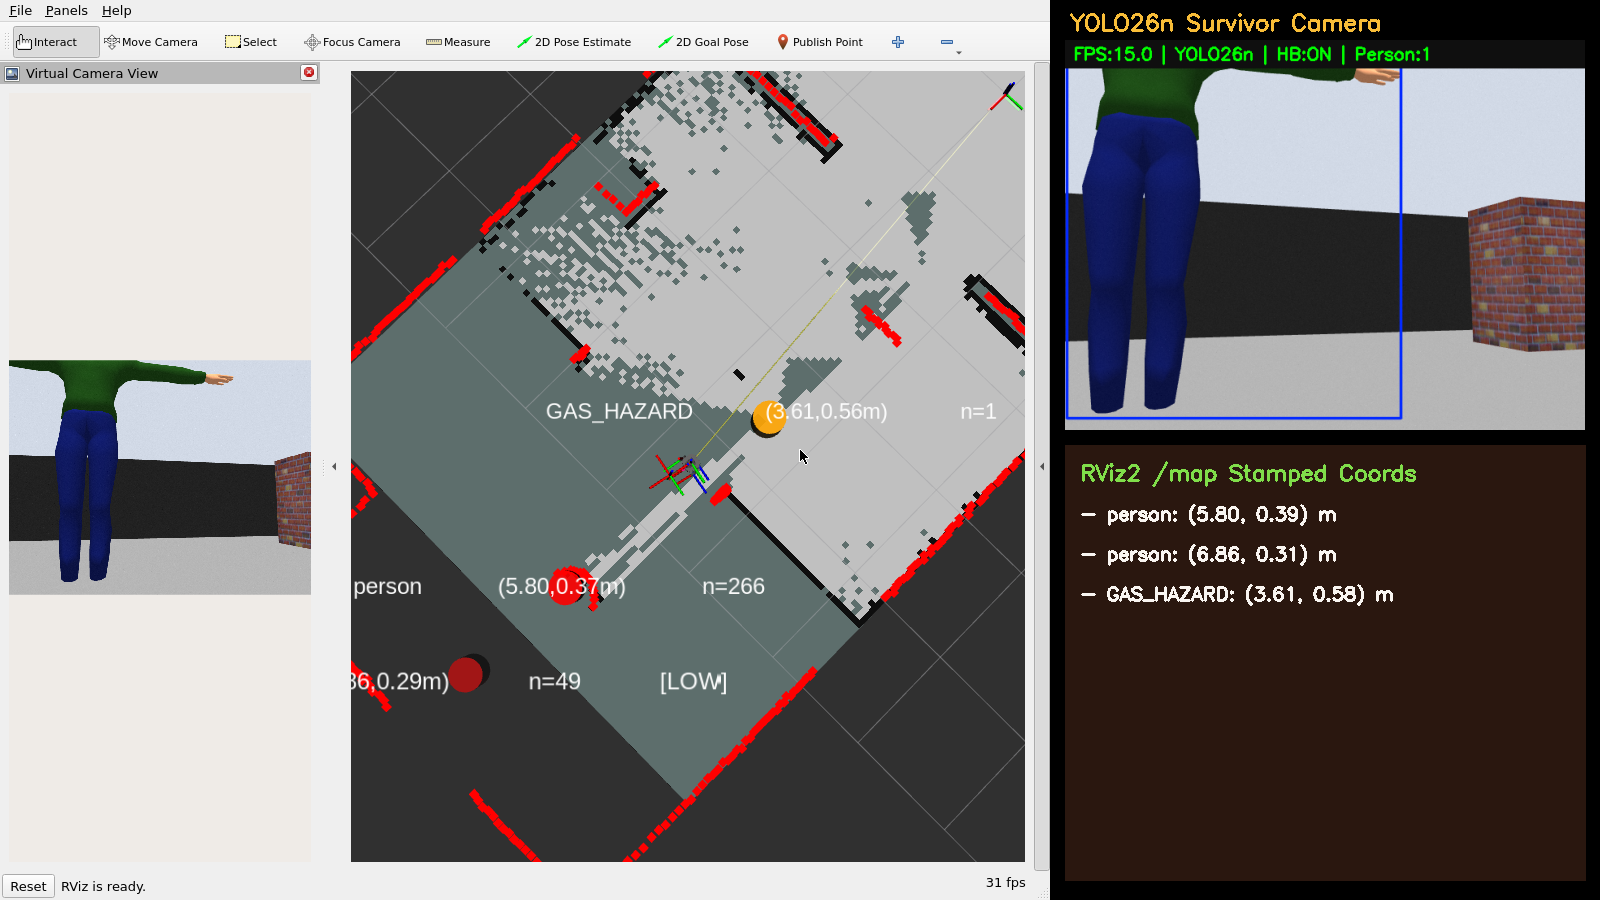 File Panels Help
Interact Move Camera Select Focus Camera Measure 2D Pose Estimate 2D Goal Pose Publish Point
Virtual Camera View
GAS_HAZARD (3.61,0.56m) n=1
person (5.80,0.37m) n=266
36,0.29m) n=49 [LOW]
Reset RViz is ready.
31 fps
YOLO26n Survivor Camera
FPS:15.0 | YOLO26n | HB:ON | Person:1
RViz2 /map Stamped Coords
- person: (5.80, 0.39) m
- person: (6.86, 0.31) m
- GAS_HAZARD: (3.61, 0.58) m